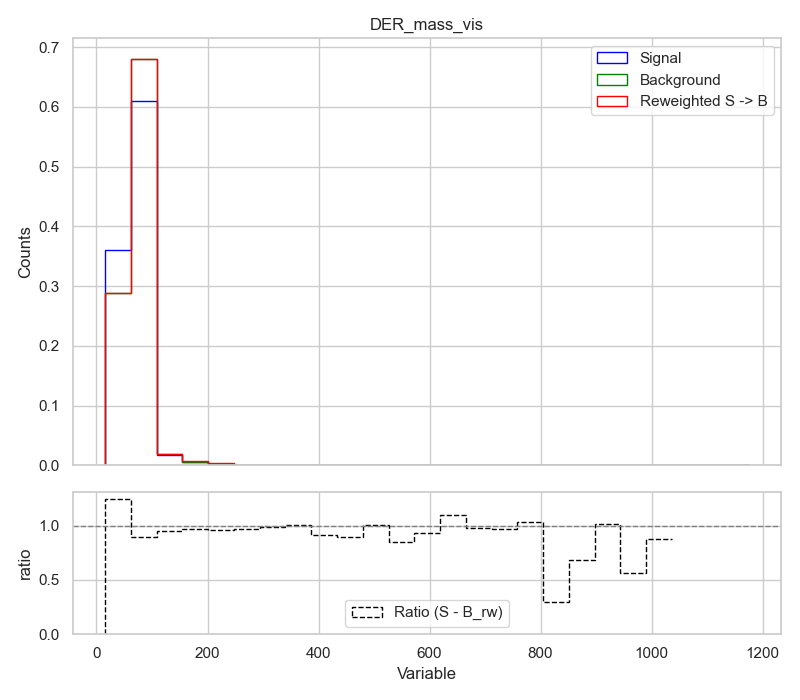 DER_mass_vis
0.7
0.6
0.5
0.4
0.3
0.2
0.1
0.0
Counts
Signal
Background
Reweighted S -> B
1.0
0.5
0.0
ratio
Ratio (S - B_rw)
0 200 400 600 800 1000 1200
Variable